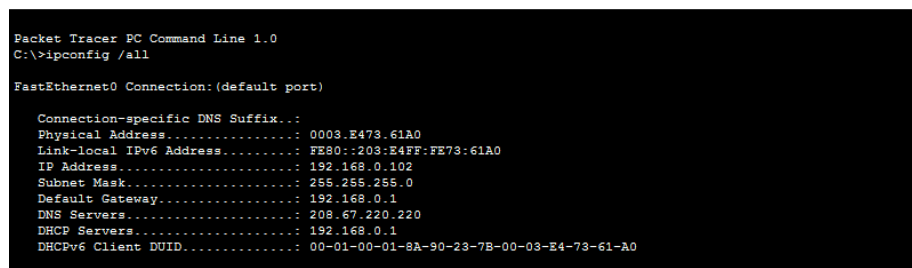 Packet Tracer PC Command Line 1.0
C:\>ipconfig /all
FastEthernet0 Connection:(default port)
Connection-specific DNS Suffix..:
Physical Address................: 0003.E473.61A0
Link-local IPv6 Address.........: FE80::203:E4FF:FE73:61A0
IP Address......................: 192.168.0.102
Subnet Mask.....................: 255.255.255.0
Default Gateway.................: 192.168.0.1
DNS Servers.....................: 208.67.220.220
DHCP Servers....................: 192.168.0.1
DHCPv6 Client DUID..............: 00-01-00-01-8A-90-23-7B-00-03-E4-73-61-A0